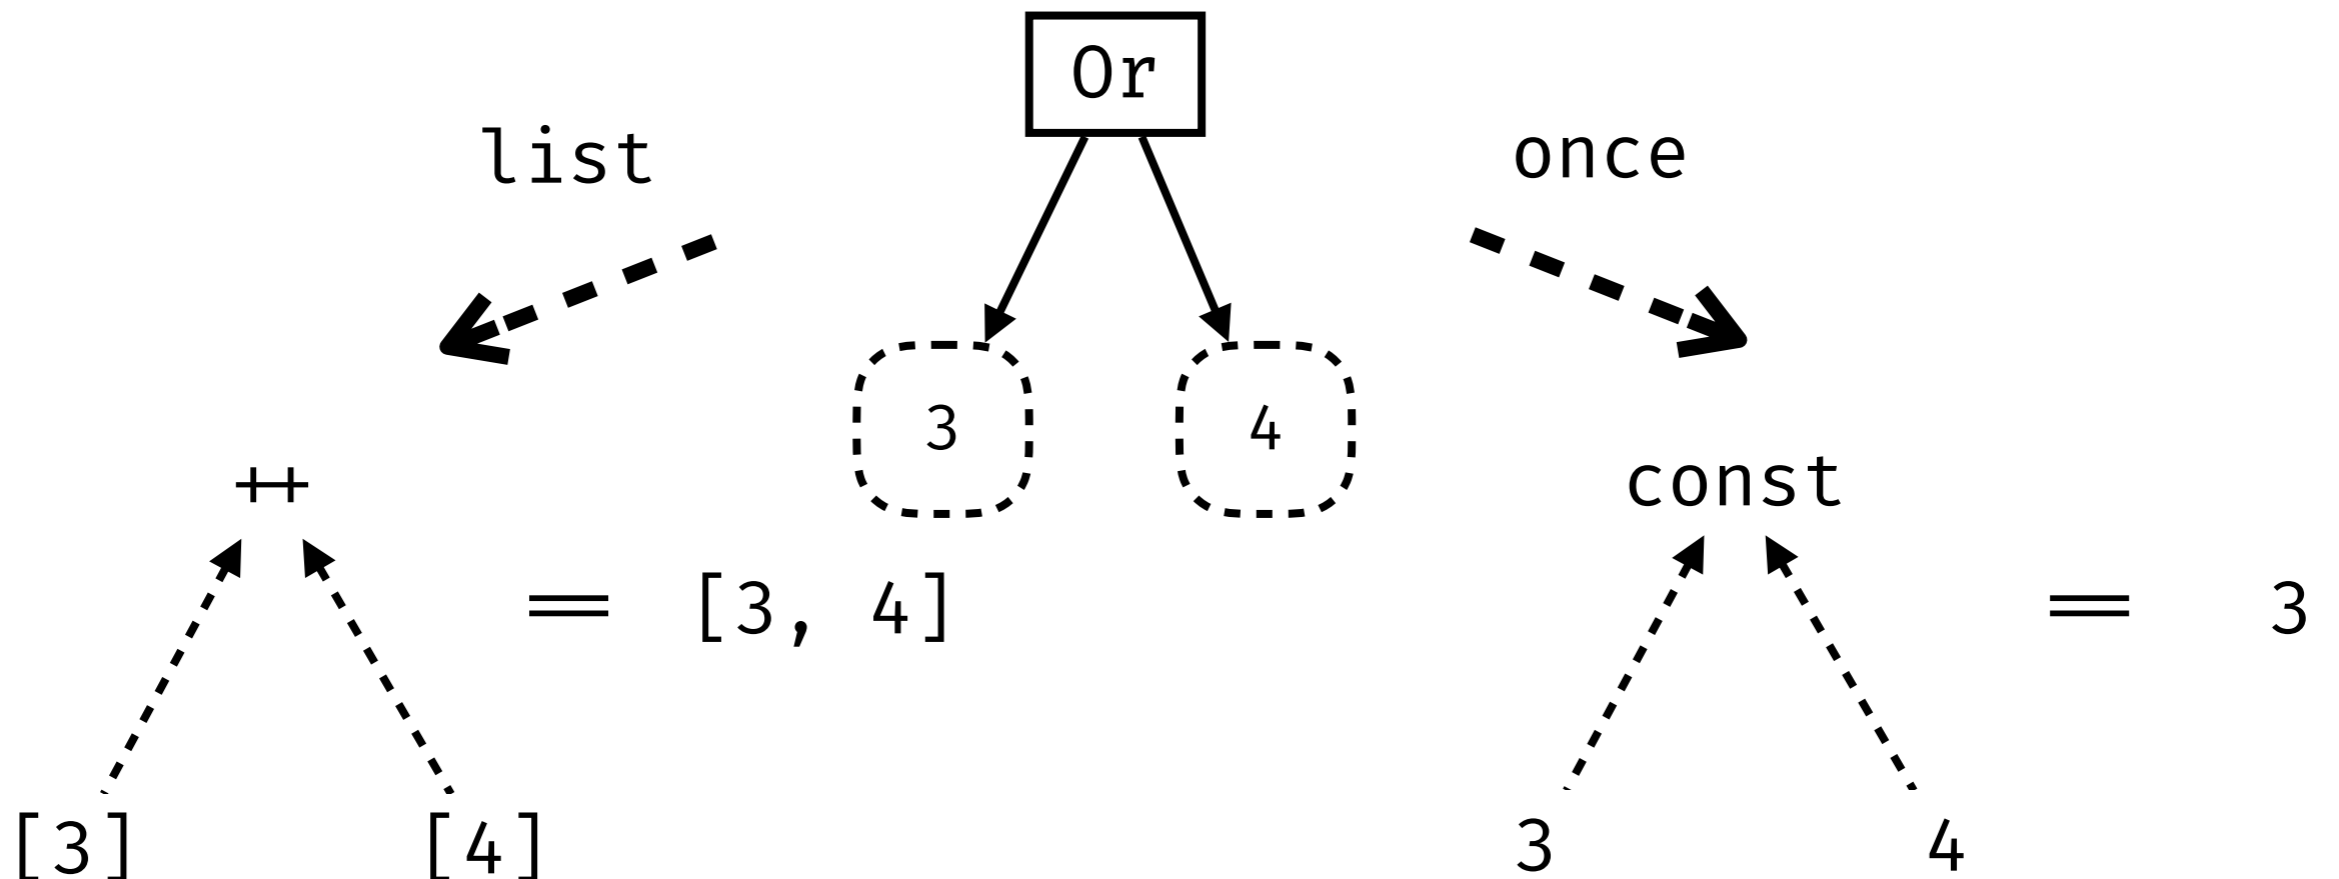 Or
list
once
3
4
++
const
= [3, 4]
= 3
[3]
[4]
3
4